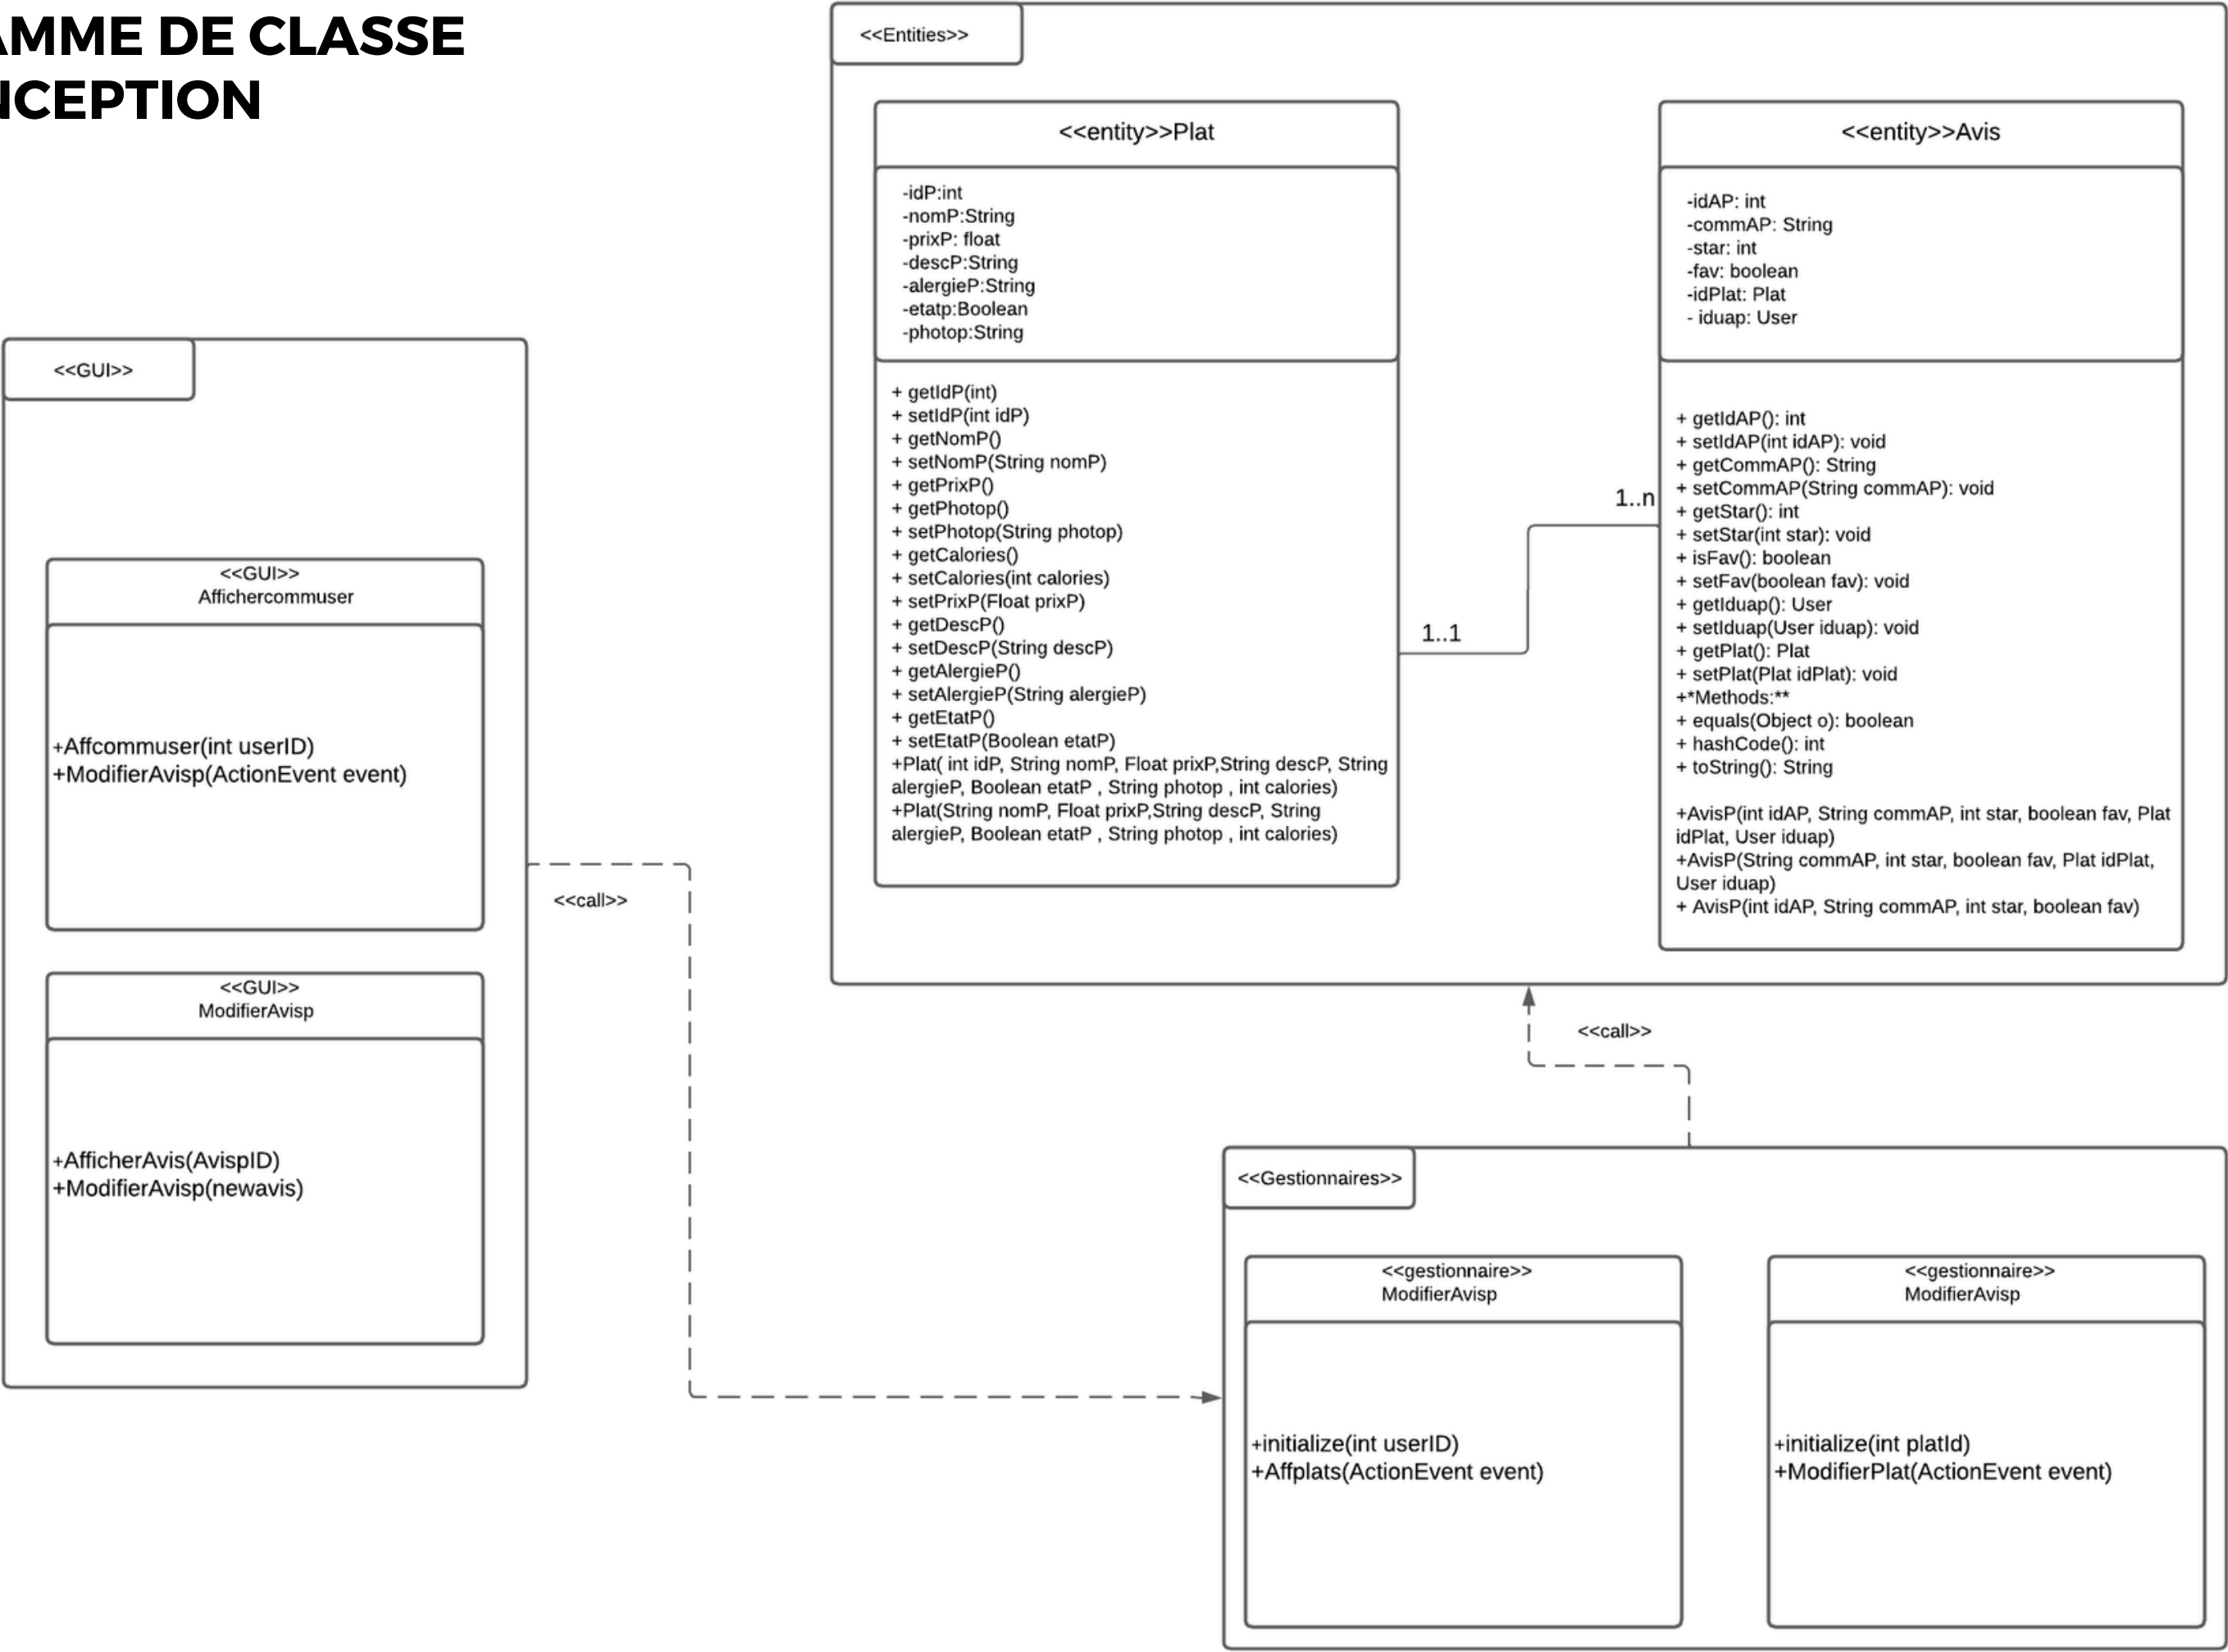 AMME DE CLASSE
NCEPTION
<<Entities>>
<<entity>>Plat
-idP:int
-nomP:String
-prixP: float
-descP:String
-alergieP:String
-etatp:Boolean
-photop:String
+ getIdP(int)
+ setIdP(int idP)
+ getNomP()
+ setNomP(String nomP)
+ getPrixP()
+ getPhotop()
+ setPhotop(String photop)
+ getCalories()
+ setCalories(int calories)
+ setPrixP(Float prixP)
+ getDescP()
+ setDescP(String descP)
+ getAlergieP()
+ setAlergieP(String alergieP)
+ getEtatP()
+ setEtatP(Boolean etatP)
+Plat( int idP, String nomP, Float prixP,String descP, String
alergieP, Boolean etatP , String photop , int calories)
+Plat(String nomP, Float prixP,String descP, String
alergieP, Boolean etatP , String photop , int calories)
1..1
1..n
<<entity>>Avis
-idAP: int
-commAP: String
-star: int
-fav: boolean
-idPlat: Plat
- iduap: User
+ getIdAP(): int
+ setIdAP(int idAP): void
+ getCommAP(): String
+ setCommAP(String commAP): void
+ getStar(): int
+ setStar(int star): void
+ isFav(): boolean
+ setFav(boolean fav): void
+ getIduap(): User
+ setIduap(User iduap): void
+ getPlat(): Plat
+ setPlat(Plat idPlat): void
+*Methods:**
+ equals(Object o): boolean
+ hashCode(): int
+ toString(): String
+AvisP(int idAP, String commAP, int star, boolean fav, Plat
idPlat, User iduap)
+AvisP(String commAP, int star, boolean fav, Plat idPlat,
User iduap)
+ AvisP(int idAP, String commAP, int star, boolean fav)
<<GUI>>
<<GUI>>
Affichercommuser
+Affcommuser(int userID)
+ModifierAvisp(ActionEvent event)
<<GUI>>
ModifierAvisp
+AfficherAvis(AvispID)
+ModifierAvisp(newavis)
<<call>>
<<call>>
<<Gestionnaires>>
<<gestionnaire>>
ModifierAvisp
+initialize(int userID)
+Affplats(ActionEvent event)
<<gestionnaire>>
ModifierAvisp
+initialize(int platId)
+ModifierPlat(ActionEvent event)